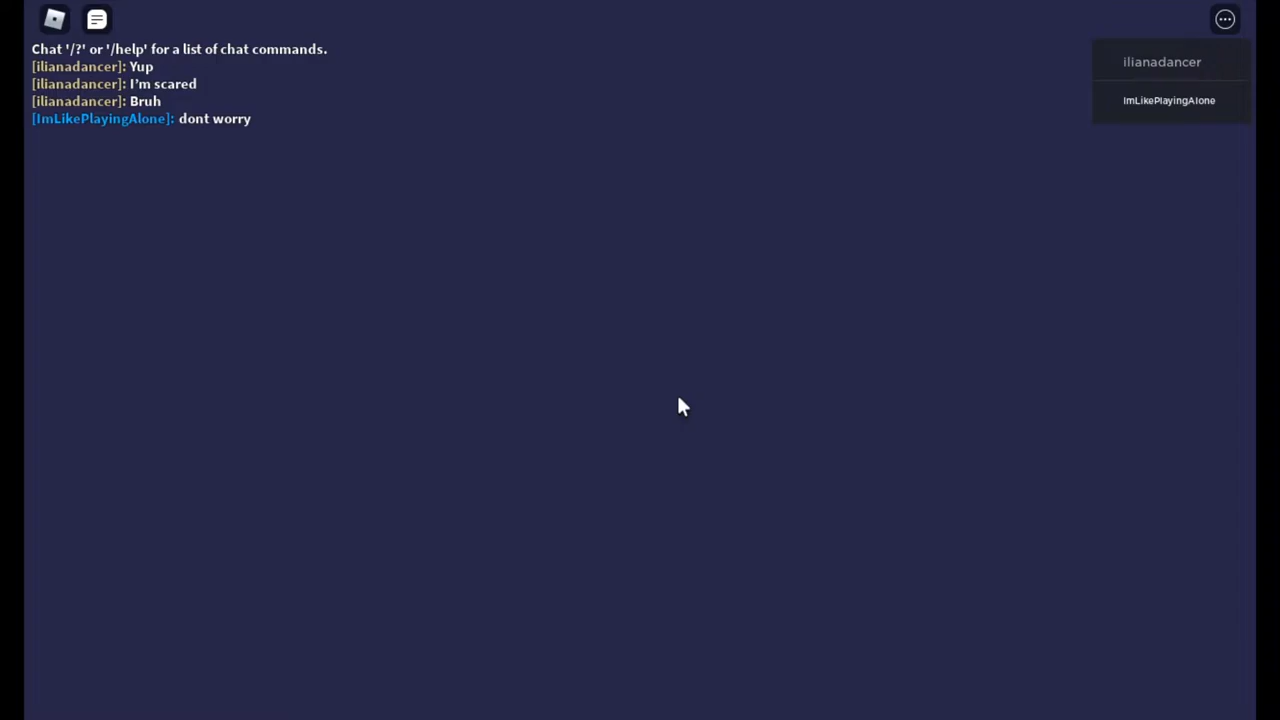 Chat '/?' or '/help' for a list of chat commands.
[ilianadancer]: Yup
[ilianadancer]: I’m scared
[ilianadancer]: Bruh
[ImLikePlayingAlone]: dont worry
ilianadancer
ImLikePlayingAlone